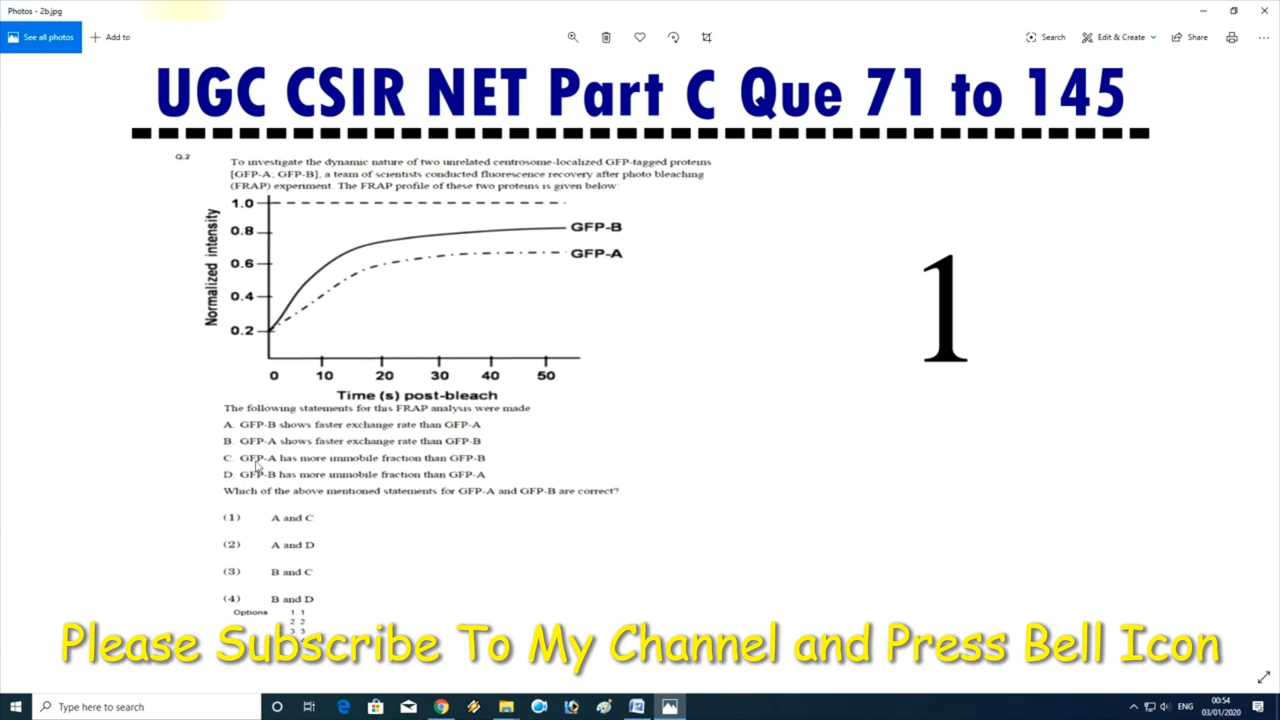 Photos - 2b.jpg
See all photos
Add to
Search
Edit & Create
Share
UGC CSIR NET Part C Que 71 to 145
Q.2
To investigate the dynamic nature of two unrelated centrosome-localized GFP-tagged proteins
[GFP-A; GFP-B], a team of scientists conducted fluorescence recovery after photo bleaching
(FRAP) experiment. The FRAP profile of these two proteins is given below:
1.0
0.8
0.6
0.4
0.2
Normalized intensity
GFP-B
GFP-A
0 10 20 30 40 50
Time (s) post-bleach
1
The following statements for this FRAP analysis were made
A. GFP-B shows faster exchange rate than GFP-A
B. GFP-A shows faster exchange rate than GFP-B
C. GFP-A has more immobile fraction than GFP-B
D. GFP-B has more immobile fraction than GFP-A
Which of the above mentioned statements for GFP-A and GFP-B are correct?
(1) A and C
(2) A and D
(3) B and C
(4) B and D
Options 1. 1
2. 2
3. 3
Please Subscribe To My Channel and Press Bell Icon
Type here to search
ENG
00:54
03/01/2020